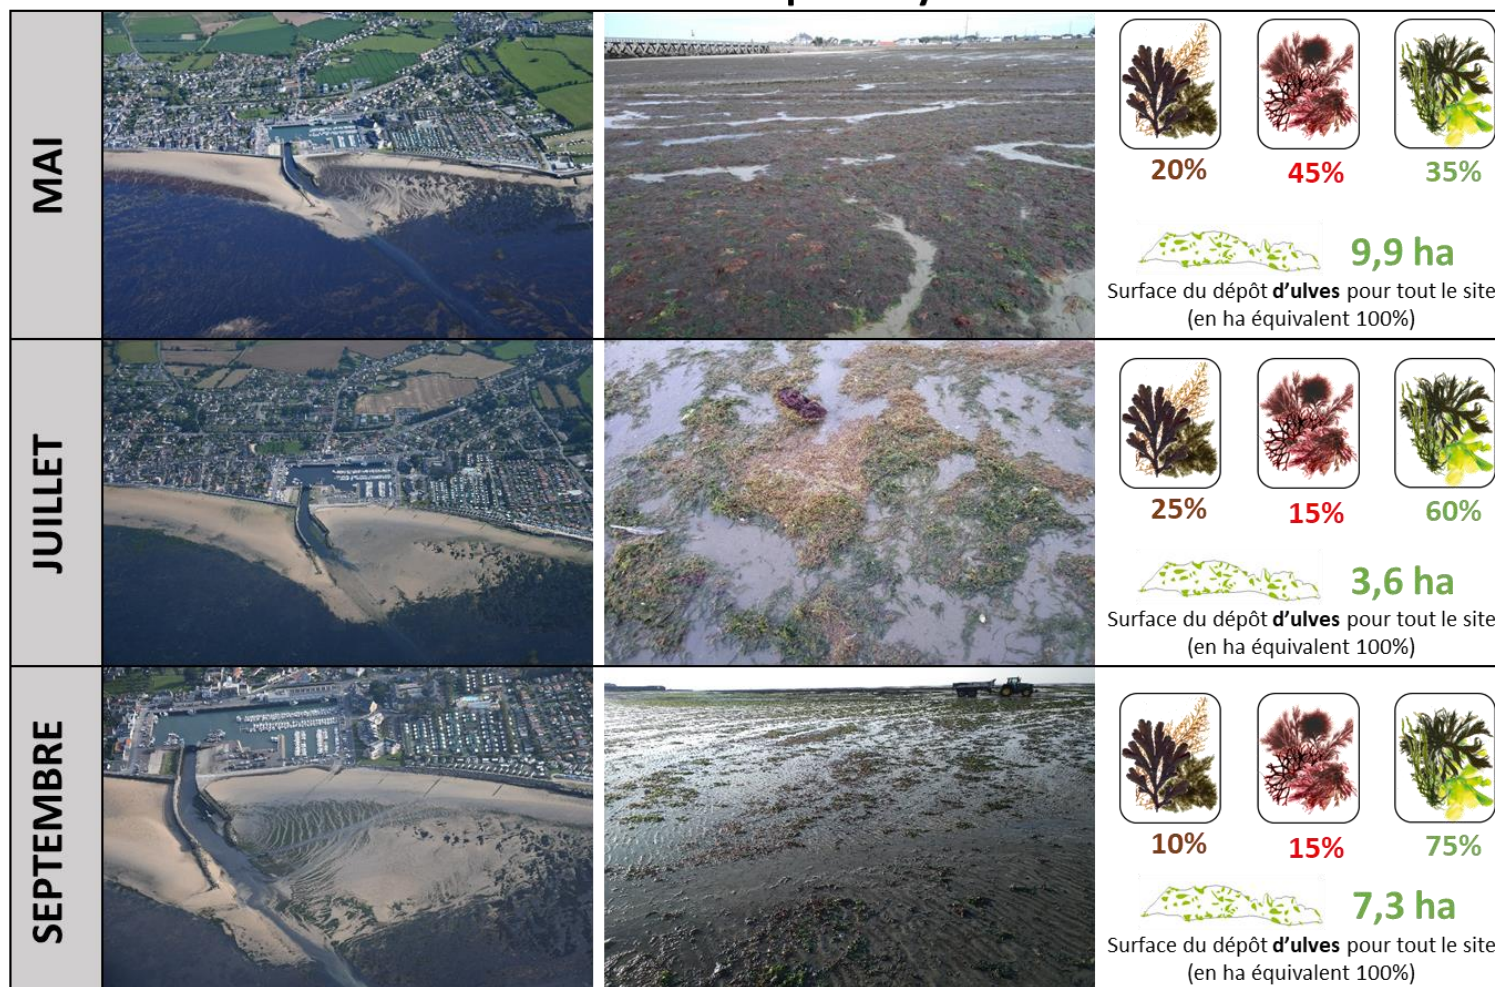 MAI
20% 45% 35%
9,9 ha
Surface du dépôt d'ulves pour tout le site
(en ha équivalent 100%)
JUILLET
25% 15% 60%
3,6 ha
Surface du dépôt d'ulves pour tout le site
(en ha équivalent 100%)
SEPTEMBRE
10% 15% 75%
7,3 ha
Surface du dépôt d'ulves pour tout le site
(en ha équivalent 100%)